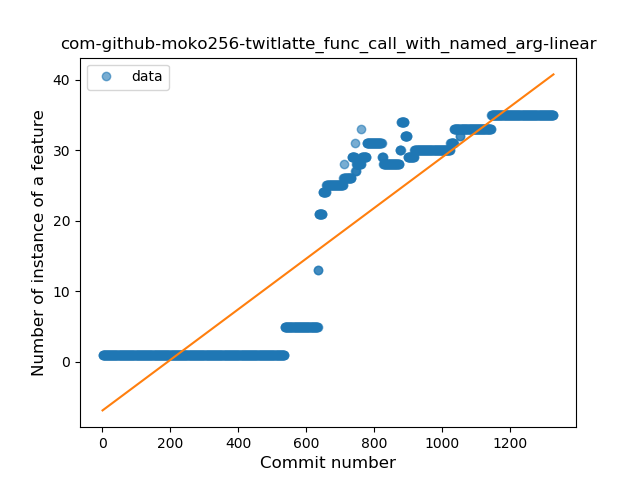 com-github-moko256-twitlatte_func_call_with_named_arg-linear
data
Number of instance of a feature
40
30
20
10
0
0 200 400 600 800 1000 1200
Commit number